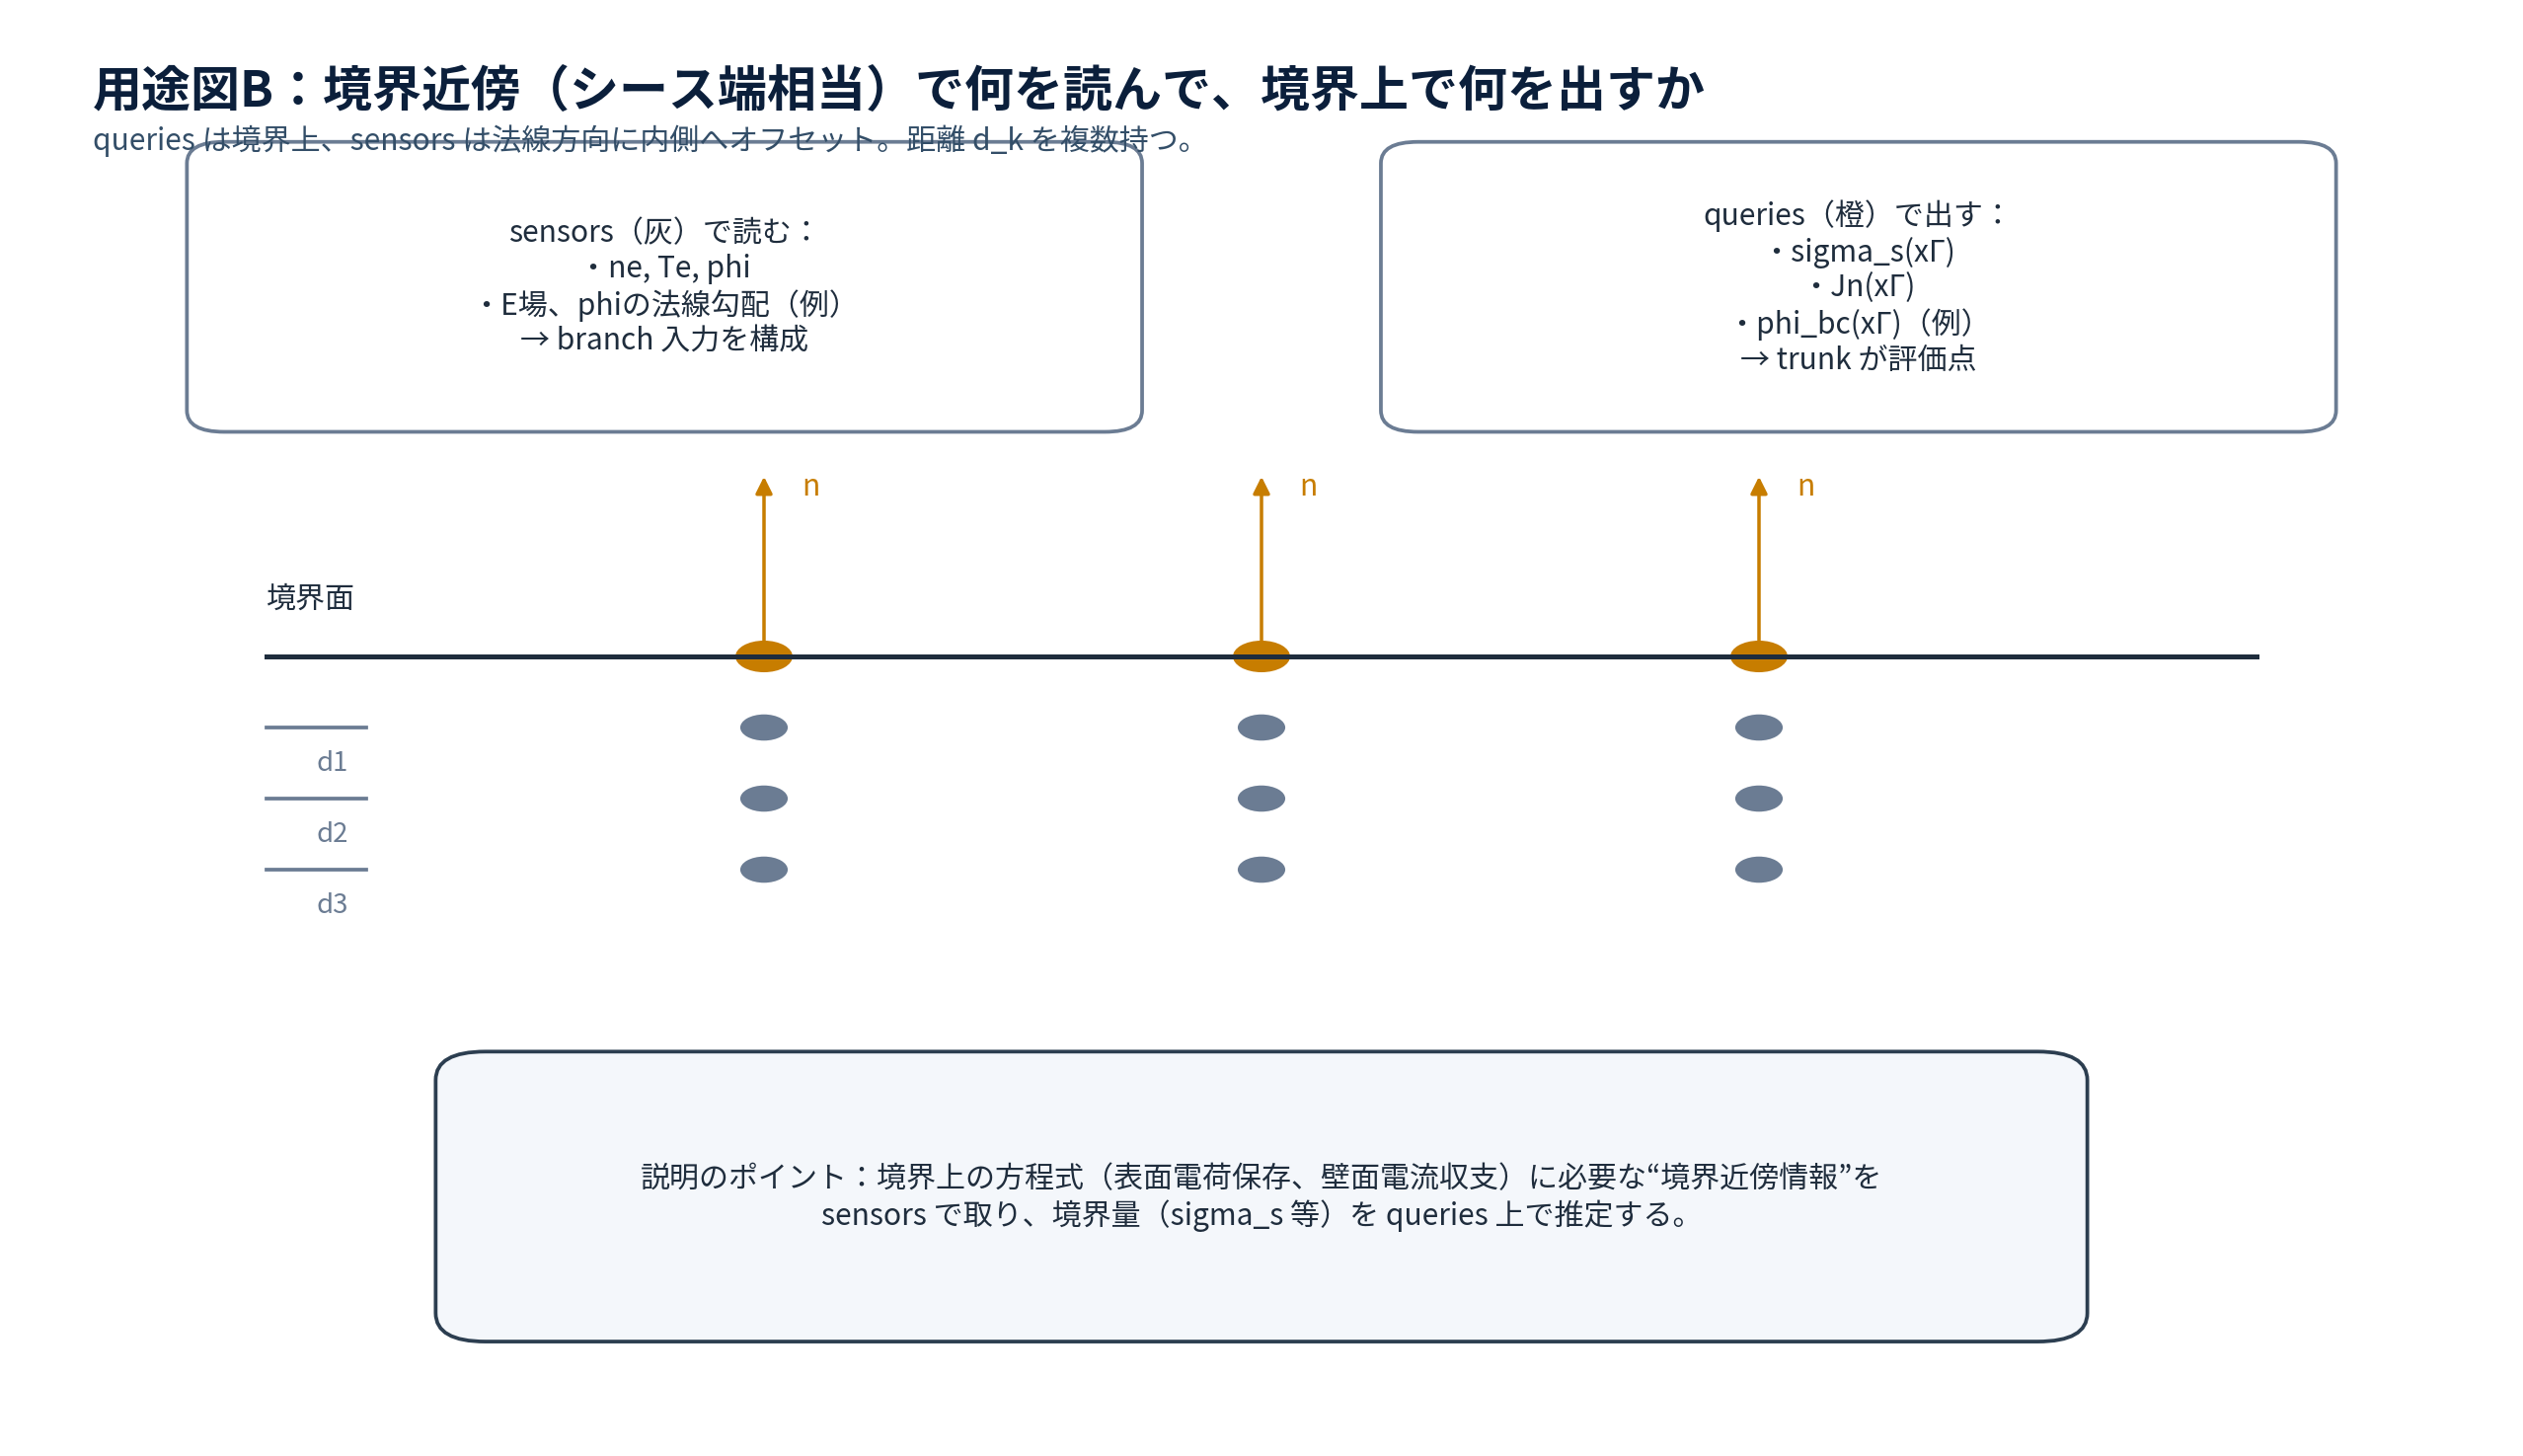 用途図B：境界近傍（シース端相当）で何を読んで、境界上で何を出すか
queries は境界上、sensors は法線方向に内側へオフセット。距離 d_k を複数持つ。
sensors（灰）で読む：
・ne, Te, phi
・E場、phiの法線勾配（例）
→ branch 入力を構成
queries（橙）で出す：
・sigma_s(xΓ)
・Jn(xΓ)
・phi_bc(xΓ)（例）
→ trunk が評価点
n
n
n
境界面
d1
d2
d3
説明のポイント：境界上の方程式（表面電荷保存、壁面電流収支）に必要な“境界近傍情報”を
sensors で取り、境界量（sigma_s 等）を queries 上で推定する。